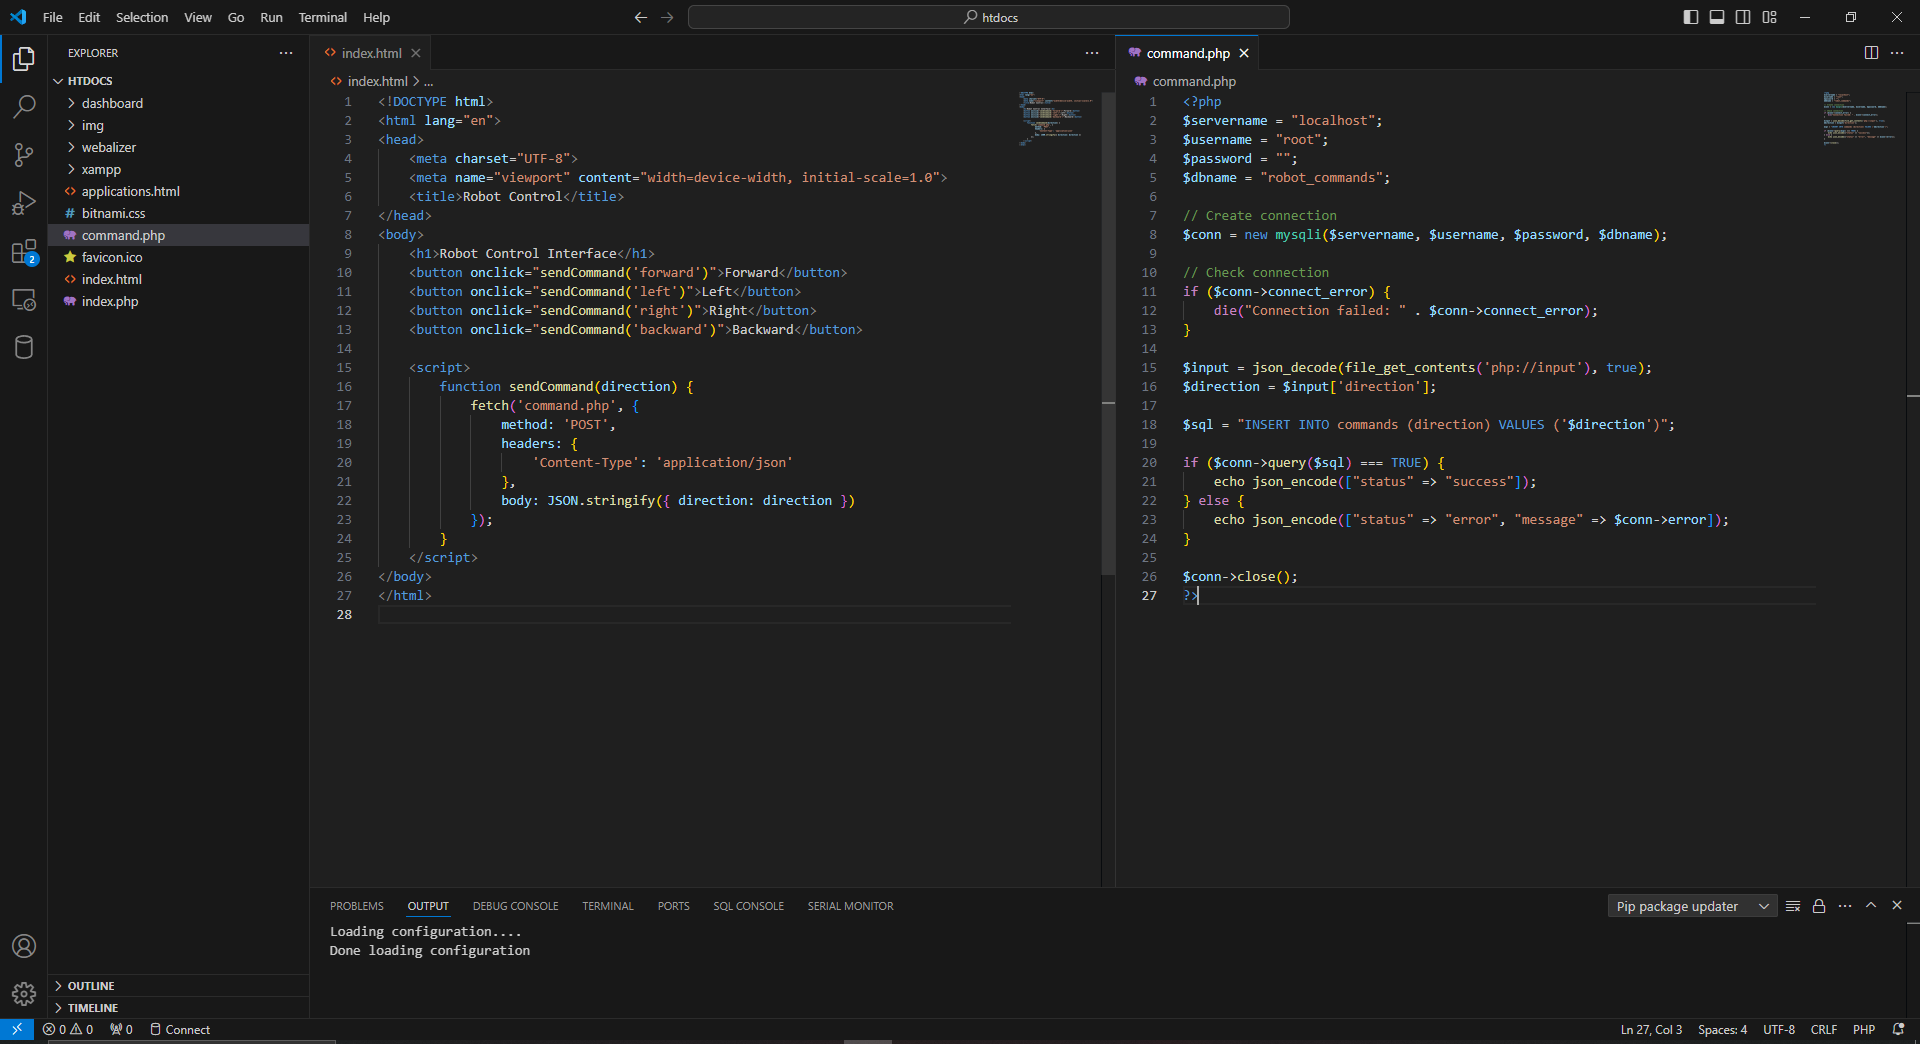 File Edit Selection View Go Run Terminal Help
htdocs
EXPLORER
HTDOCS
dashboard
img
webalizer
xampp
applications.html
# bitnami.css
command.php
favicon.ico
index.html
index.php
OUTLINE
TIMELINE
2
index.html
index.html > ...
1 <!DOCTYPE html>
2 <html lang="en">
3 <head>
4 <meta charset="UTF-8">
5 <meta name="viewport" content="width=device-width, initial-scale=1.0">
6 <title>Robot Control</title>
7 </head>
8 <body>
9 <h1>Robot Control Interface</h1>
10 <button onclick="sendCommand('forward')">Forward</button>
11 <button onclick="sendCommand('left')">Left</button>
12 <button onclick="sendCommand('right')">Right</button>
13 <button onclick="sendCommand('backward')">Backward</button>
14
15 <script>
16 function sendCommand(direction) {
17 fetch('command.php', {
18 method: 'POST',
19 headers: {
20 'Content-Type': 'application/json'
21 },
22 body: JSON.stringify({ direction: direction })
23 });
24 }
25 </script>
26 </body>
27 </html>
28
command.php
command.php
1 <?php
2 $servername = "localhost";
3 $username = "root";
4 $password = "";
5 $dbname = "robot_commands";
6
7 // Create connection
8 $conn = new mysqli($servername, $username, $password, $dbname);
9
10 // Check connection
11 if ($conn->connect_error) {
12 die("Connection failed: " . $conn->connect_error);
13 }
14
15 $input = json_decode(file_get_contents('php://input'), true);
16 $direction = $input['direction'];
17
18 $sql = "INSERT INTO commands (direction) VALUES ('$direction')";
19
20 if ($conn->query($sql) === TRUE) {
21 echo json_encode(["status" => "success"]);
22 } else {
23 echo json_encode(["status" => "error", "message" => $conn->error]);
24 }
25
26 $conn->close();
27 ?>
PROBLEMS OUTPUT DEBUG CONSOLE TERMINAL PORTS SQL CONSOLE SERIAL MONITOR
Pip package updater
Loading configuration....
Done loading configuration
0 0 0 Connect
Ln 27, Col 3 Spaces: 4 UTF-8 CRLF PHP